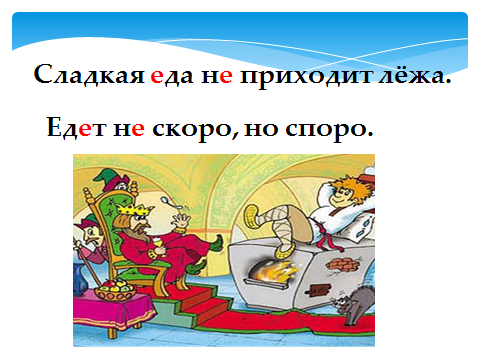 Сладкая еда не приходит лёжа.
Едет не скоро, но споро.